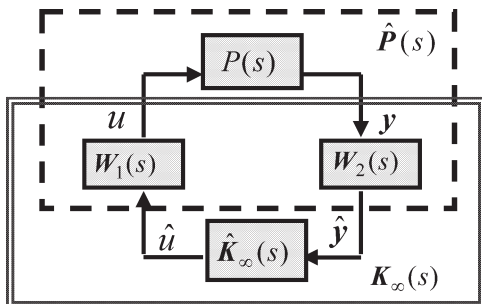 P̂(s)
P(s)
u
y
W₁(s)
W₂(s)
û
ŷ
K̂∞(s)
K∞(s)